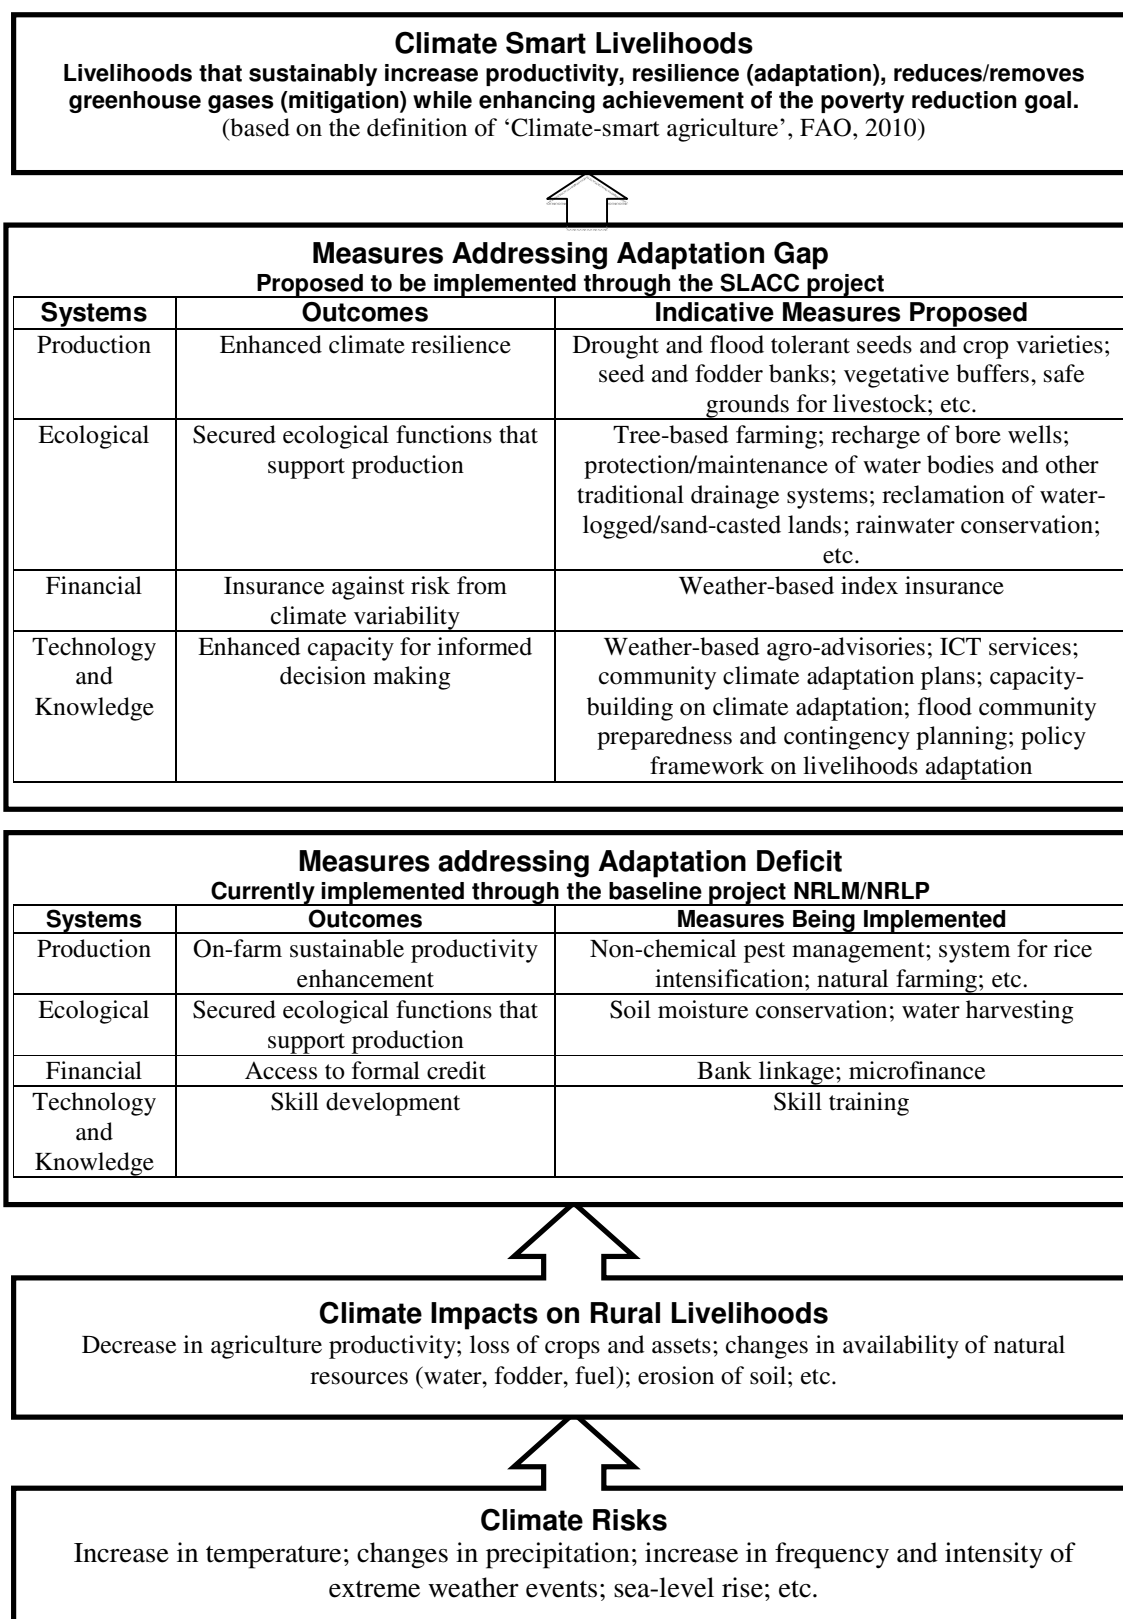 Climate Smart Livelihoods
Livelihoods that sustainably increase productivity, resilience (adaptation), reduces/removes
greenhouse gases (mitigation) while enhancing achievement of the poverty reduction goal.
(based on the definition of ‘Climate-smart agriculture’, FAO, 2010)
Measures Addressing Adaptation Gap
Proposed to be implemented through the SLACC project
Systems Outcomes Indicative Measures Proposed
Production Enhanced climate resilience Drought and flood tolerant seeds and crop varieties;
seed and fodder banks; vegetative buffers, safe
grounds for livestock; etc.
Ecological Secured ecological functions that Tree-based farming; recharge of bore wells;
support production protection/maintenance of water bodies and other
traditional drainage systems; reclamation of water-
logged/sand-casted lands; rainwater conservation;
etc.
Financial Insurance against risk from Weather-based index insurance
climate variability
Technology Enhanced capacity for informed Weather-based agro-advisories; ICT services;
and decision making community climate adaptation plans; capacity-
Knowledge building on climate adaptation; flood community
preparedness and contingency planning; policy
framework on livelihoods adaptation
Measures addressing Adaptation Deficit
Currently implemented through the baseline project NRLM/NRLP
Systems Outcomes Measures Being Implemented
Production On-farm sustainable productivity Non-chemical pest management; system for rice
enhancement intensification; natural farming; etc.
Ecological Secured ecological functions that Soil moisture conservation; water harvesting
support production
Financial Access to formal credit Bank linkage; microfinance
Technology Skill development Skill training
and
Knowledge
Climate Impacts on Rural Livelihoods
Decrease in agriculture productivity; loss of crops and assets; changes in availability of natural
resources (water, fodder, fuel); erosion of soil; etc.
Climate Risks
Increase in temperature; changes in precipitation; increase in frequency and intensity of
extreme weather events; sea-level rise; etc.